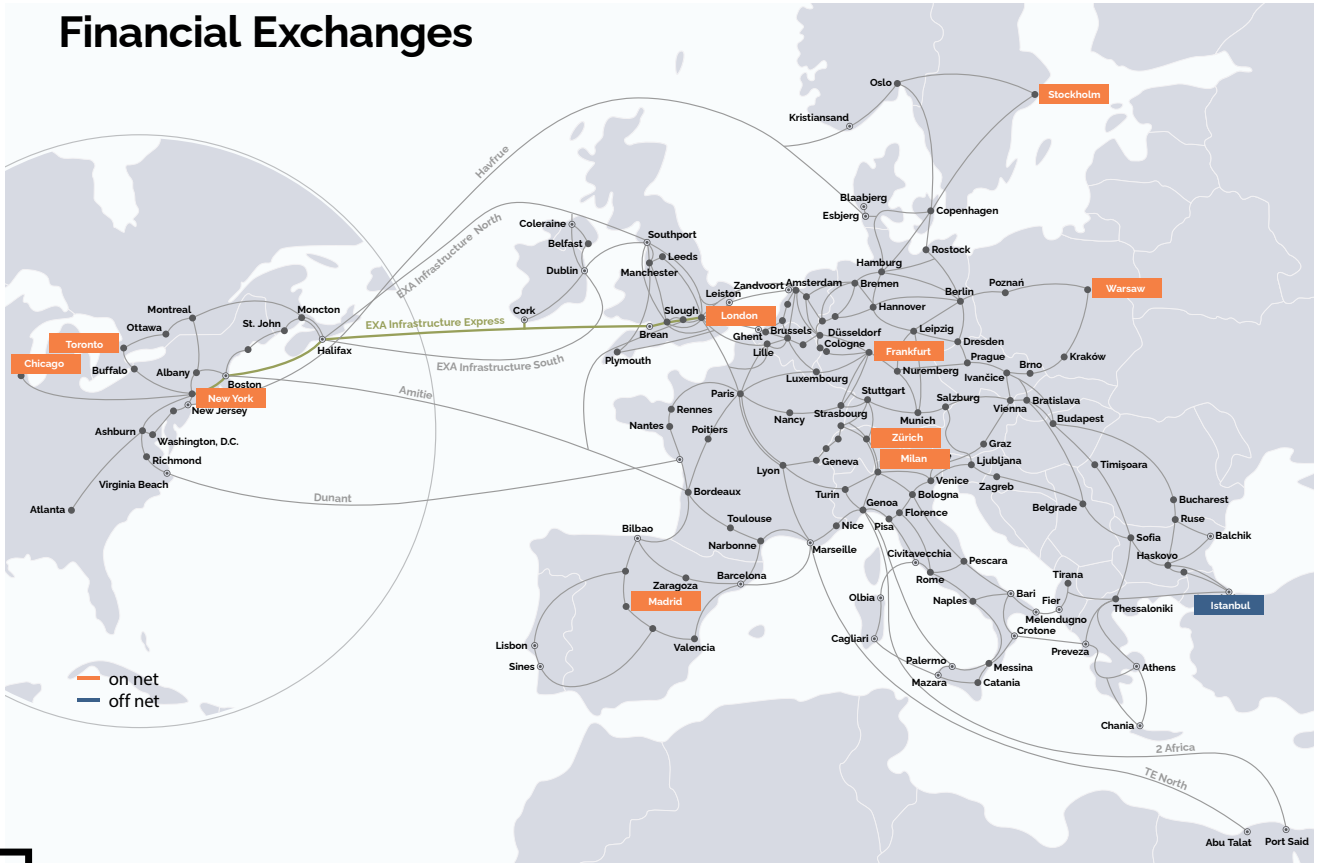 Financial Exchanges
Oslo
Stockholm
Kristiansand
Havfrue
Blaabjerg
Esbjerg
Copenhagen
EXA Infrastructure North
Coleraine
Belfast
Dublin
Southport
Leeds
Manchester
Rostock
Hamburg
Zandvoort
Amsterdam
Bremen
Berlin
Poznań
Warsaw
Leiston
Slough
London
Hannover
Cork
EXA Infrastructure Express
Brean
Ghent
Brussels
Düsseldorf
Leipzig
Montreal
Moncton
St. John
Ottawa
Toronto
Halifax
Chicago
Buffalo
Albany
Boston
New York
New Jersey
EXA Infrastructure South
Plymouth
Lille
Cologne
Frankfurt
Dresden
Prague
Kraków
Nuremberg
Ivančice
Brno
Luxembourg
Amitie
Paris
Stuttgart
Salzburg
Rennes
Nancy
Strasbourg
Munich
Vienna
Bratislava
Nantes
Poitiers
Budapest
Ashburn
Washington, D.C.
Richmond
Virginia Beach
Atlanta
Dunant
Zürich
Milan
Graz
Lyon
Geneva
Ljubljana
Timişoara
Venice
Zagreb
Bordeaux
Turin
Bologna
Genoa
Florence
Belgrade
Bucharest
Ruse
Bilbao
Toulouse
Nice
Pisa
Narbonne
Marseille
Sofia
Balchik
Civitavecchia
Pescara
Haskovo
Zaragoza
Barcelona
Rome
Tirana
Madrid
Olbia
Naples
Bari
Fier
Melendugno
Thessaloniki
Istanbul
Cagliari
Crotone
Lisbon
Valencia
Preveza
Sines
Palermo
Messina
Athens
Mazara
Catania
on net
off net
Chania
2 Africa
TE North
Abu Talat
Port Said